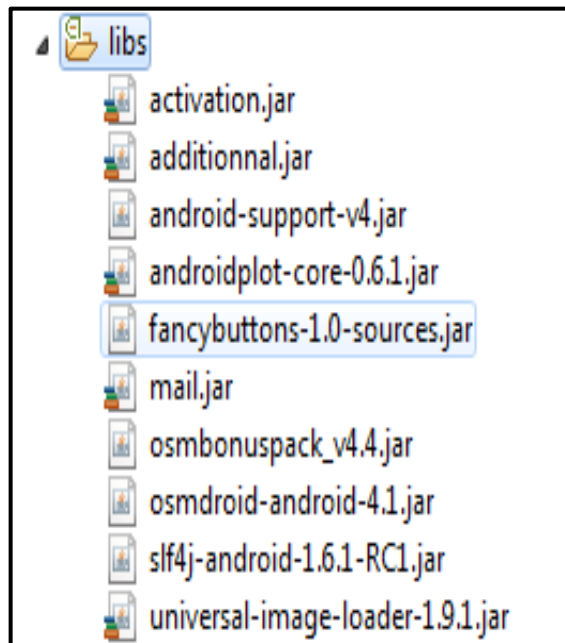 libs
activation.jar
additionnal.jar
android-support-v4.jar
androidplot-core-0.6.1.jar
fancybuttons-1.0-sources.jar
mail.jar
osmbonuspack_v4.4.jar
osmdroid-android-4.1.jar
slf4j-android-1.6.1-RC1.jar
universal-image-loader-1.9.1.jar